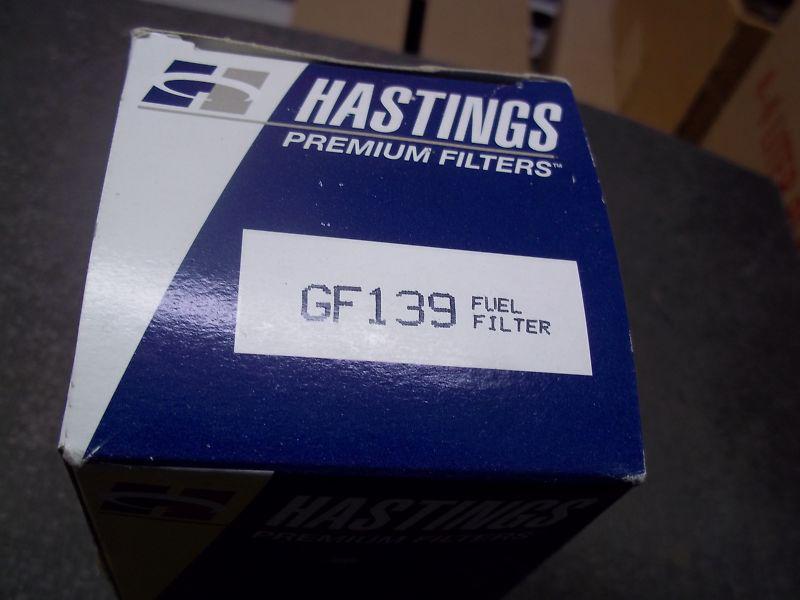 HASTINGS
PREMIUM FILTERS™
GF139 FUEL
FILTER
HASTINGS
PREMIUM FILTERS